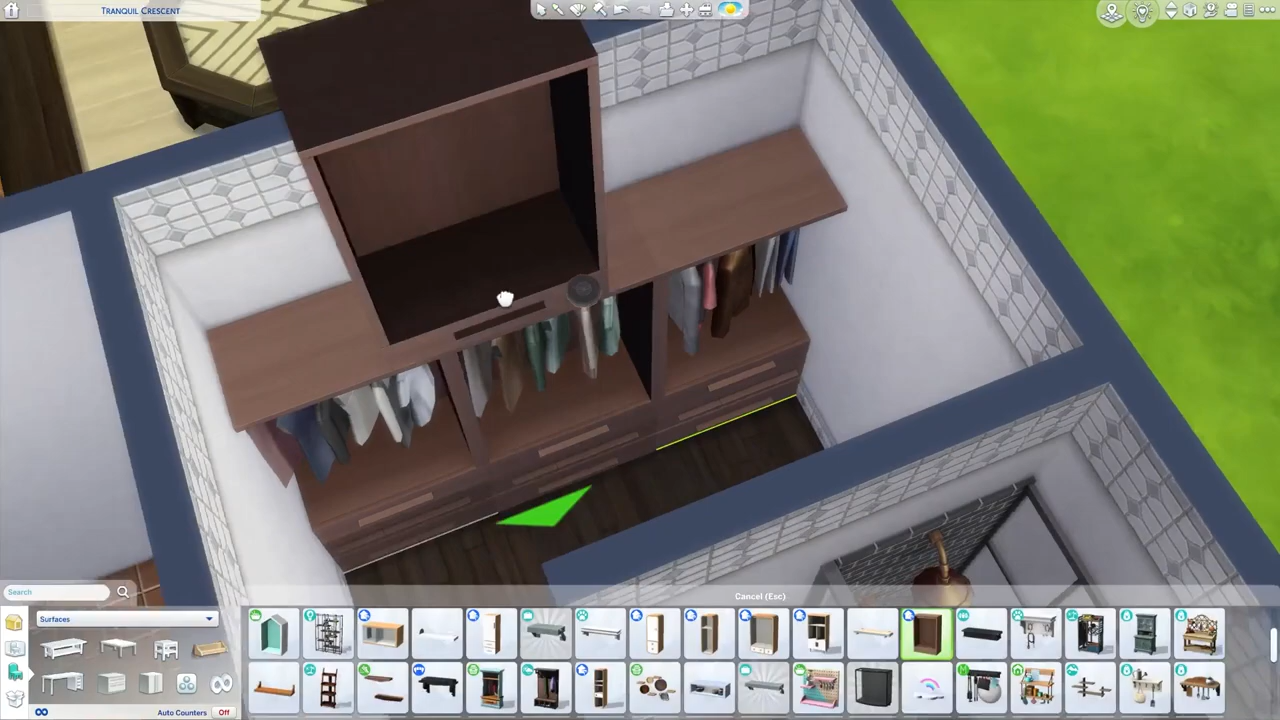 TRANQUIL CRESCENT
Cancel (Esc)
Search
Surfaces
Auto Counters Off